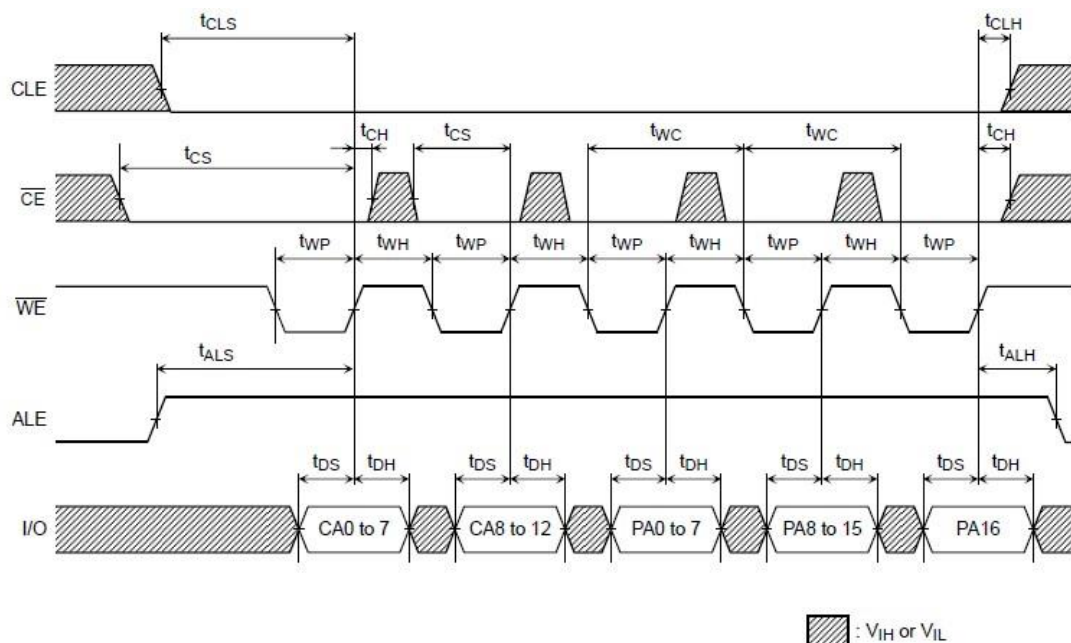 tCLS tCLH
CLE
tCH tCS tWC tWC tCH
tCS
CE
tWP tWH tWP tWH tWP tWH tWP tWH tWP
WE
tALS tALH
ALE
tDS tDH tDS tDH tDS tDH tDS tDH tDS tDH
I/O CA0 to 7 CA8 to 12 PA0 to 7 PA8 to 15 PA16
: VIH or VIL